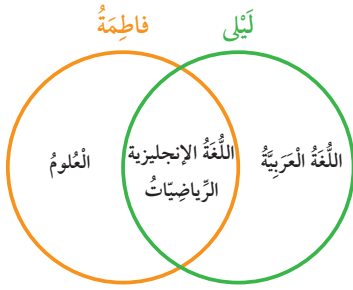 لَيْلى
فاطِمَةُ
اللُّغَةُ الْعَرَبِيَّةُ
اللُّغَةُ الإنجليزية
الرِّياضِيّاتُ
الْعُلومُ